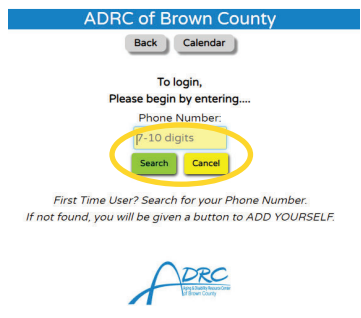 ADRC of Brown County
Back Calendar
To login,
Please begin by entering....
Phone Number:
7-10 digits
Search Cancel
First Time User? Search for your Phone Number.
If not found, you will be given a button to ADD YOURSELF.
ADRC
Aging & Disability Resource Center
of Brown County